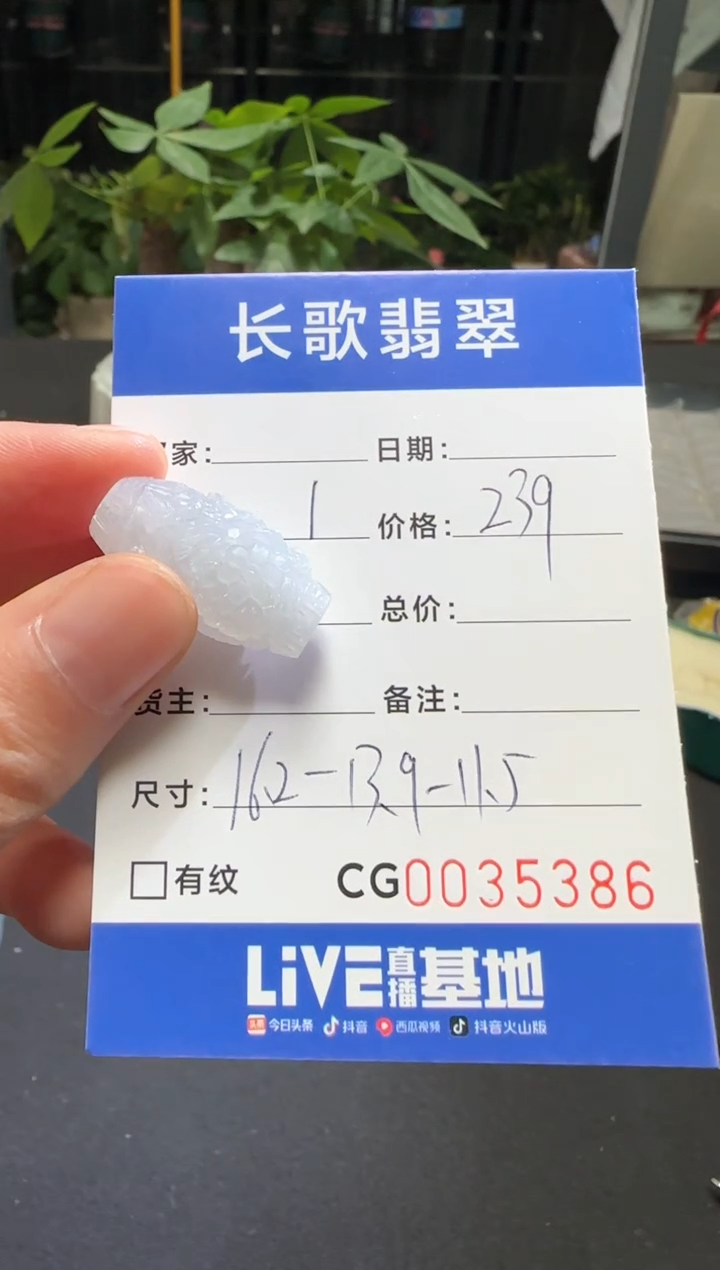 长歌翡翠
家: 日期:
1 价格: 239
总价:
货主: 备注:
尺寸: 16.2-13.9-11.5
有纹 CG0035386
LiVE直播基地
头条 今日头条 抖音 西瓜视频 抖音火山版